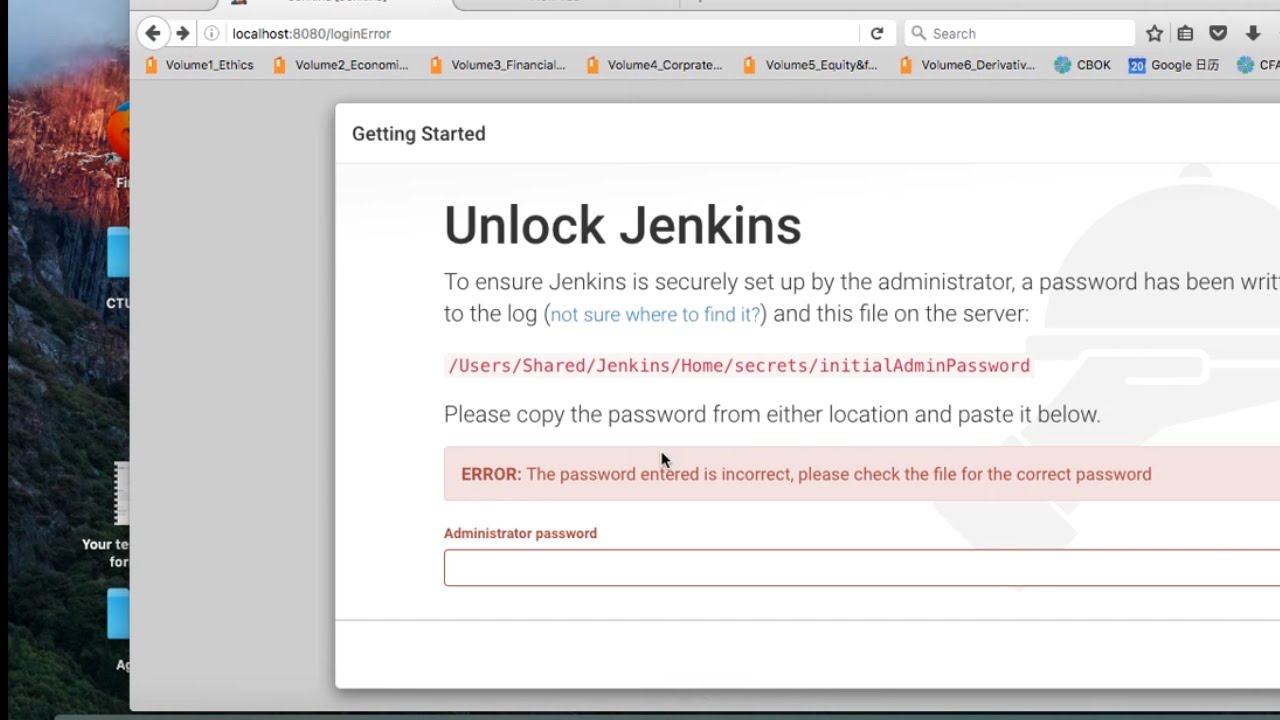 localhost:8080/loginError
Search
Volume1_Ethics
Volume2_Economi...
Volume3_Financial...
Volume4_Corprate...
Volume5_Equity&f...
Volume6_Derivativ...
CBOK
20
Google 日历
CFA
Getting Started
Unlock Jenkins
To ensure Jenkins is securely set up by the administrator, a password has been writt
to the log (not sure where to find it?) and this file on the server:
/Users/Shared/Jenkins/Home/secrets/initialAdminPassword
Please copy the password from either location and paste it below.
ERROR: The password entered is incorrect, please check the file for the correct password
Administrator password
Fi
CTU
Your te
for
Ag